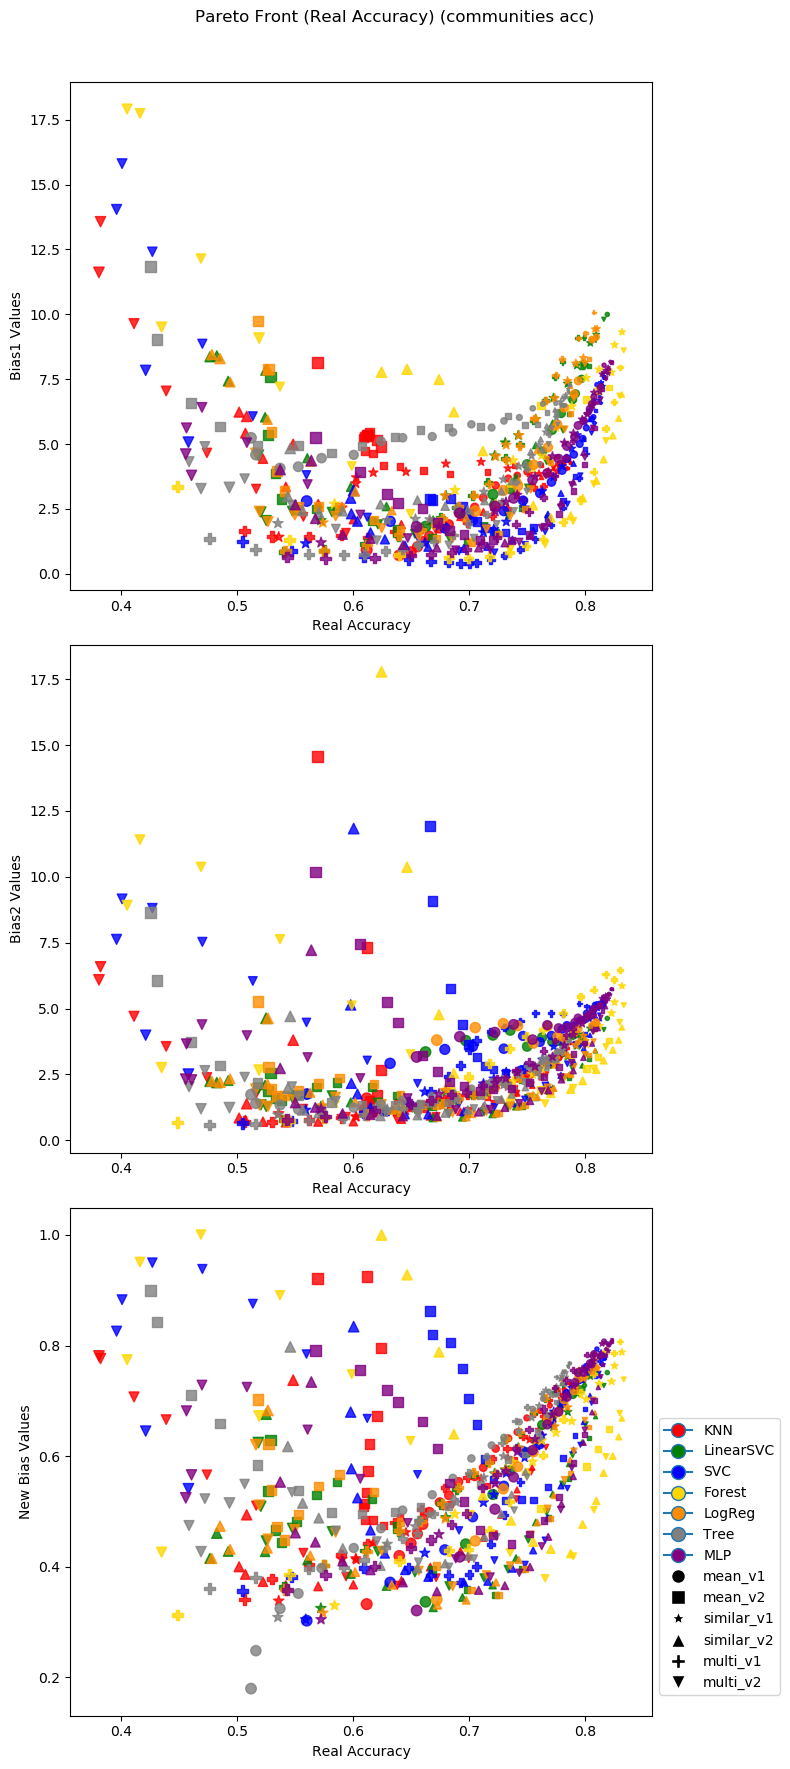 Pareto Front (Real Accuracy) (communities acc)
17.5
15.0
12.5
10.0
7.5
5.0
2.5
0.0
Bias1 Values
0.4 0.5 0.6 0.7 0.8
Real Accuracy
17.5
15.0
12.5
10.0
7.5
5.0
2.5
0.0
Bias2 Values
0.4 0.5 0.6 0.7 0.8
Real Accuracy
1.0
0.8
0.6
0.4
0.2
New Bias Values
0.4 0.5 0.6 0.7 0.8
Real Accuracy
KNN
LinearSVC
SVC
Forest
LogReg
Tree
MLP
mean_v1
mean_v2
similar_v1
similar_v2
multi_v1
multi_v2